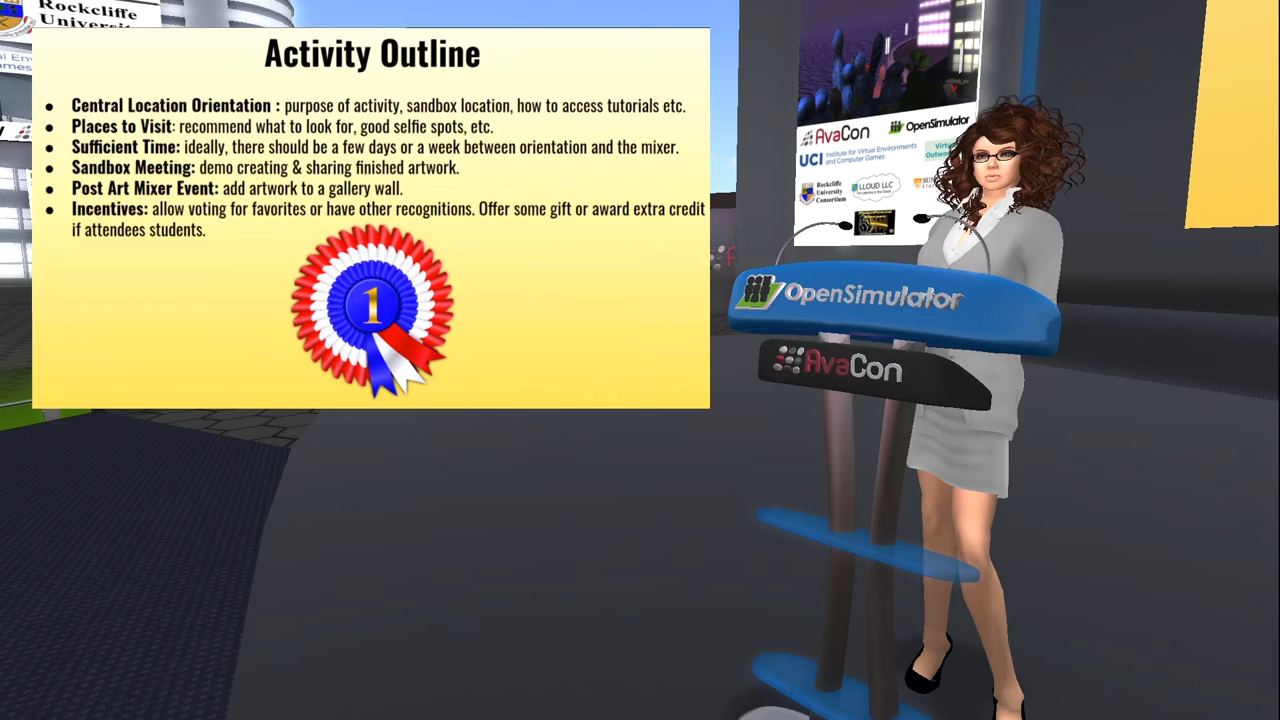 Rockcliffe
Activity Outline
● Central Location Orientation : purpose of activity, sandbox location, how to access tutorials etc.
● Places to Visit: recommend what to look for, good selfie spots, etc.
● Sufficient Time: ideally, there should be a few days or a week between orientation and the mixer.
● Sandbox Meeting: demo creating & sharing finished artwork.
● Post Art Mixer Event: add artwork to a gallery wall.
● Incentives: allow voting for favorites or have other recognitions. Offer some gift or award extra credit
if attendees students.
1
AvaCon
OpenSimulator
UCI Institute for Virtual Environments
and Computer Games
Rockcliffe
University
Consortium
LLOUD LLC
OpenSimulator
AvaCon